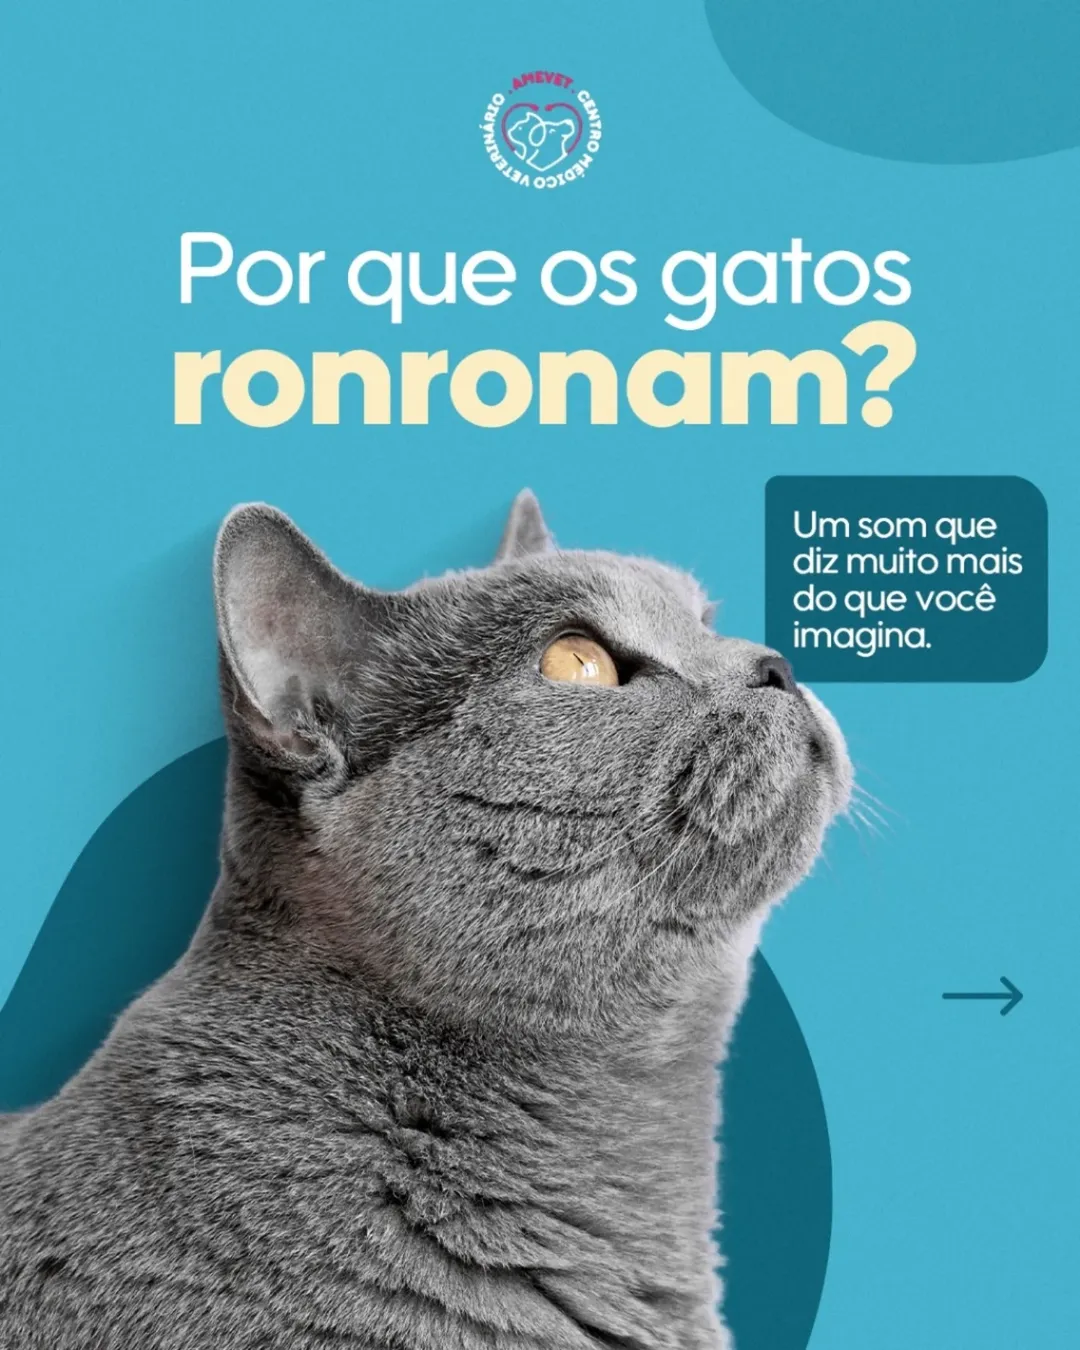 .AMEVET. CENTRO MÉDICO VETERINÁRIO
Por que os gatos
ronronam?
Um som que
diz muito mais
do que você
imagina.